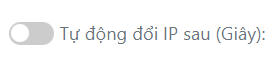 Tự động đổi IP sau (Giây):